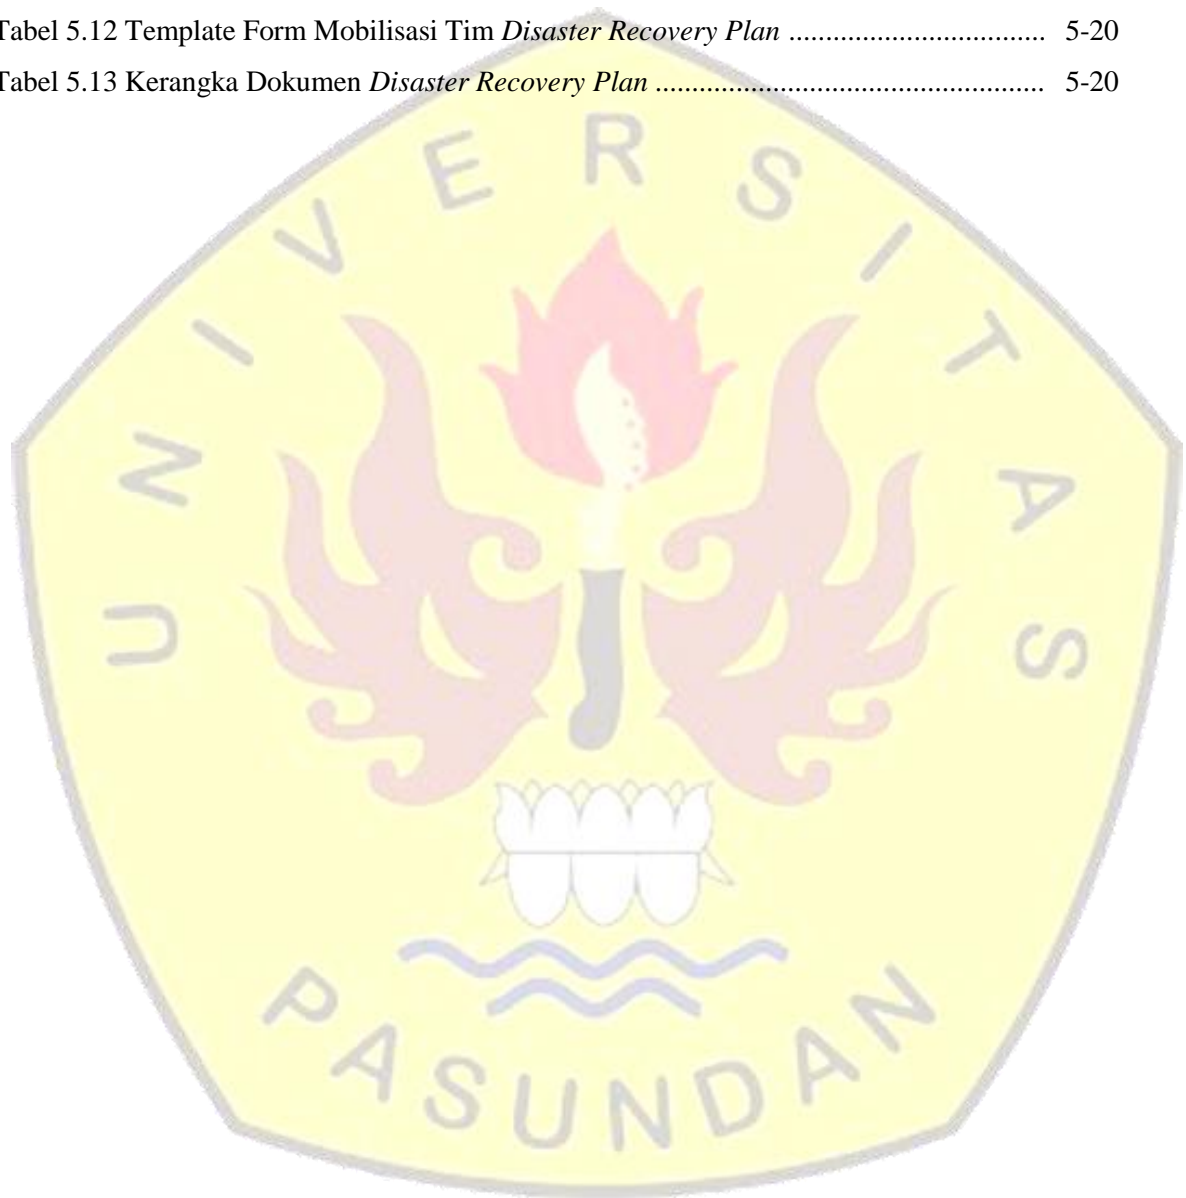 Tabel 5.12 Template Form Mobilisasi Tim Disaster Recovery Plan .................................. 5-20
Tabel 5.13 Kerangka Dokumen Disaster Recovery Plan .................................................... 5-20
UNIVERSITAS
PASUNDAN